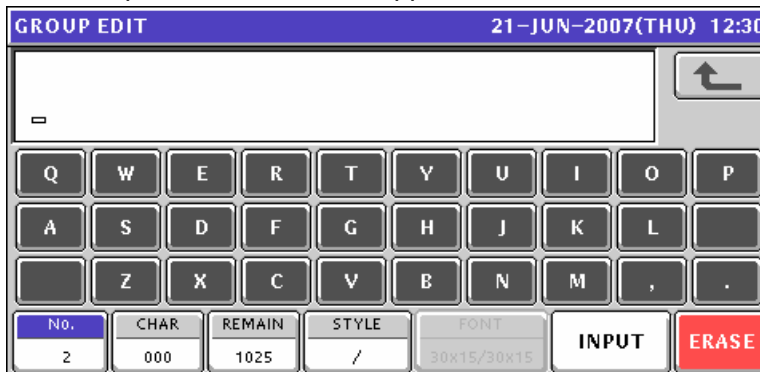 GROUP EDIT 21-JUN-2007(THU) 12:30
Q W E R T Y U I O P
A S D F G H J K L
Z X C V B N M , .
No. CHAR REMAIN STYLE FONT INPUT ERASE
2 000 1025 / 30x15/30x15